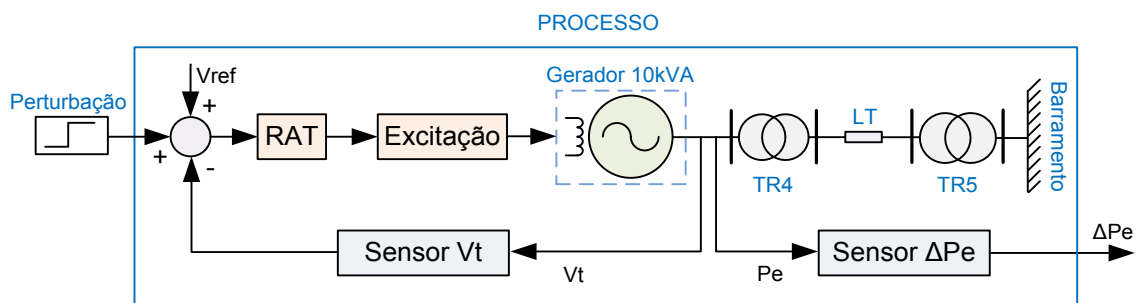 PROCESSO
Vref
Gerador 10kVA
Perturbação
+
+
-
RAT
Excitação
LT
TR4
TR5
Barramento
Sensor Vt
Vt
Pe
Sensor ΔPe
ΔPe